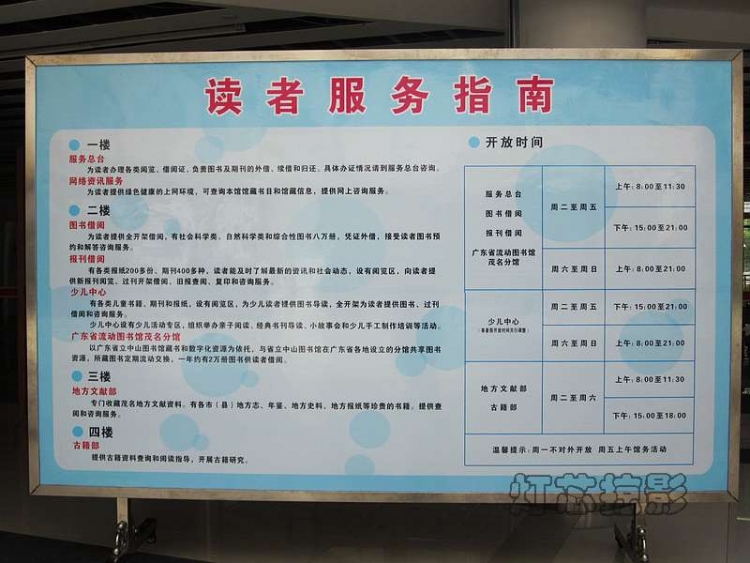 读者服务指南
一楼
服务总台
为读者办理各类阅览、借阅证,负责图书及期刊的外借、续借和归还。具体办证情况请到服务总台咨询。
网络资讯服务
为读者提供绿色健康的上网环境,可查询本馆馆藏书目和馆藏信息,提供网上咨询服务。
二楼
图书借阅
为读者提供全开架借阅,有社会科学类、自然科学类和综合性图书八万册,凭证外借,接受读者图书预
约和解答咨询服务。
报刊借阅
有各类报纸200多份、期刊400多种,读者能及时了解最新的资讯和社会动态,设有阅览区,向读者提
供新报刊阅览、过刊开架借阅、旧报查阅、复印和咨询服务。
少儿中心
有各类儿童书籍、期刊和报纸,设有阅览区,为少儿读者提供图书导读,全开架为读者提供图书、过刊
借阅和咨询服务。
少儿中心设有少儿活动专区,组织举办亲子阅读、经典书刊导读、小故事会和少儿手工制作培训等活动。
广东省流动图书馆茂名分馆
以广东省立中山图书馆藏书和数字化资源为依托,与省立中山图书馆在广东省各地设立的分馆共享图书
资源,所藏图书定期流动交换,一年约有2万册图书供读者借阅。
三楼
地方文献部
专门收藏茂名地方文献资料。有各市(县)地方志、年鉴、地方史料、地方报纸等珍贵的书籍。提供查
阅和咨询服务。
四楼
古籍部
提供古籍资料查询和阅读指导,开展古籍研究。
开放时间
服务总台
图书借阅
报刊借阅
广东省流动图书馆
茂名分馆
周二至周五
上午:8:00至11:30
下午:15:00至21:00
周六至周日
上午:8:00至21:00
少儿中心
周二至周五
下午:15:00至21:00
周六至周日
上午:8:00至21:00
地方文献部
古籍部
周二至周六
上午:8:00至11:30
下午:15:00至18:00
温馨提示:周一不对外开放 周五上午馆务活动
灯芯掠影